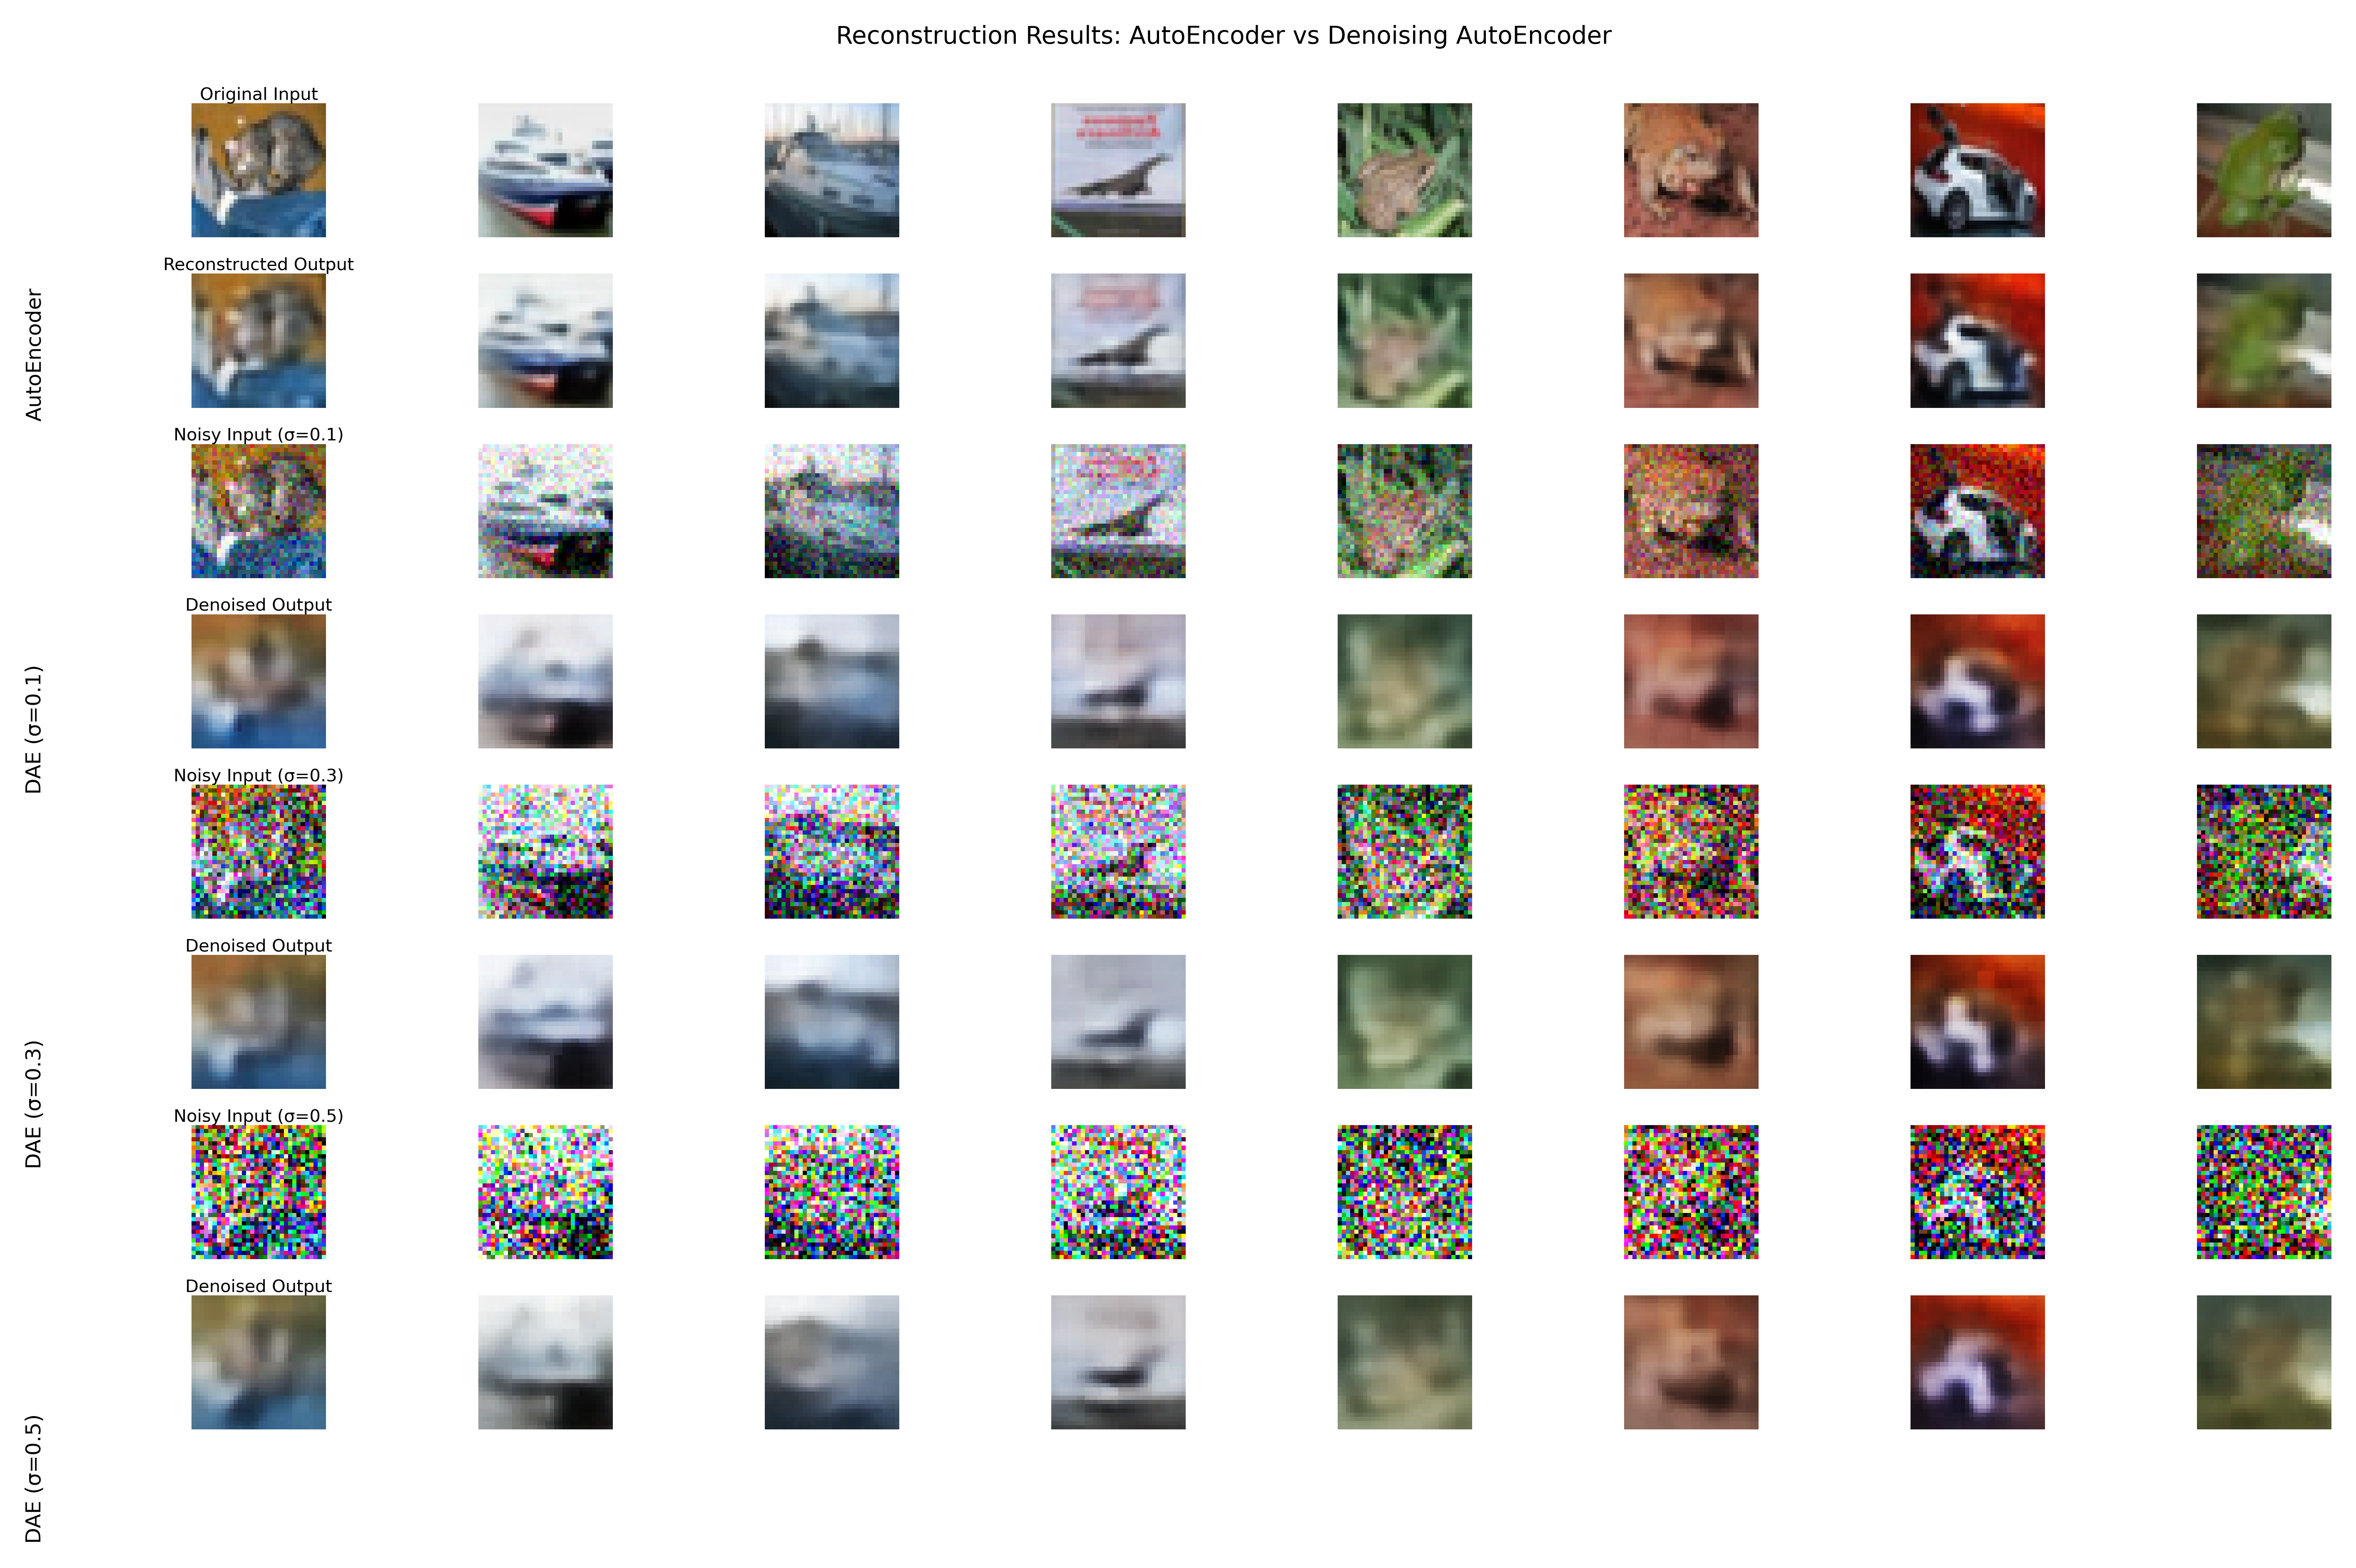 Reconstruction Results: AutoEncoder vs Denoising AutoEncoder
Original Input
Reconstructed Output
AutoEncoder
Noisy Input (σ=0.1)
Denoised Output
DAE (σ=0.1)
Noisy Input (σ=0.3)
Denoised Output
DAE (σ=0.3)
Noisy Input (σ=0.5)
Denoised Output
DAE (σ=0.5)